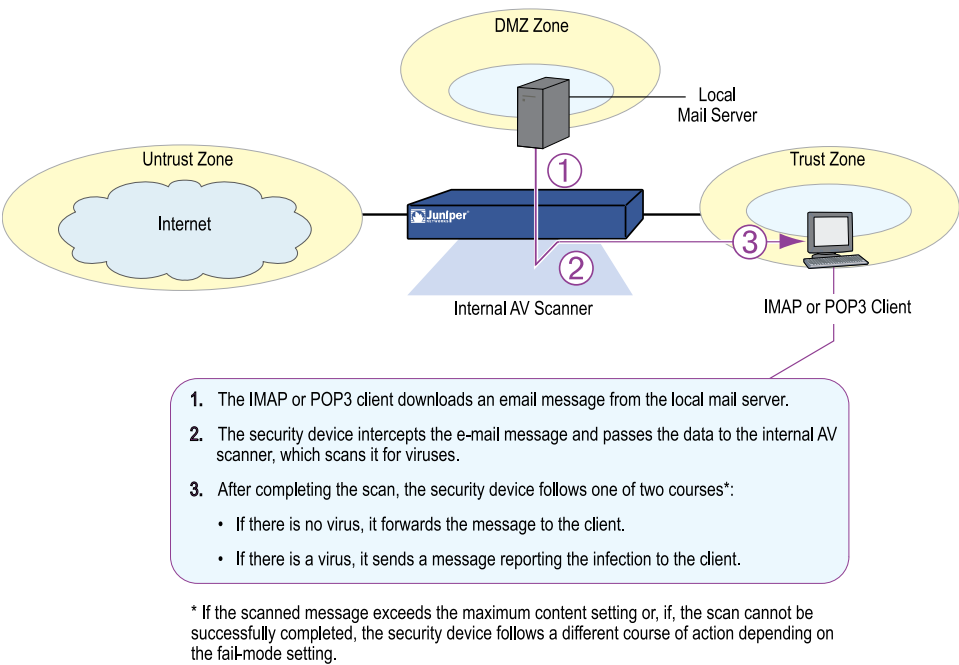 DMZ Zone
Local
Mail Server
Untrust Zone
Trust Zone
1
Internet
Juniper
NETWORKS
3
2
Internal AV Scanner
IMAP or POP3 Client
1. The IMAP or POP3 client downloads an email message from the local mail server.
2. The security device intercepts the e-mail message and passes the data to the internal AV
scanner, which scans it for viruses.
3. After completing the scan, the security device follows one of two courses*:
• If there is no virus, it forwards the message to the client.
• If there is a virus, it sends a message reporting the infection to the client.
* If the scanned message exceeds the maximum content setting or, if, the scan cannot be
successfully completed, the security device follows a different course of action depending on
the fail-mode setting.